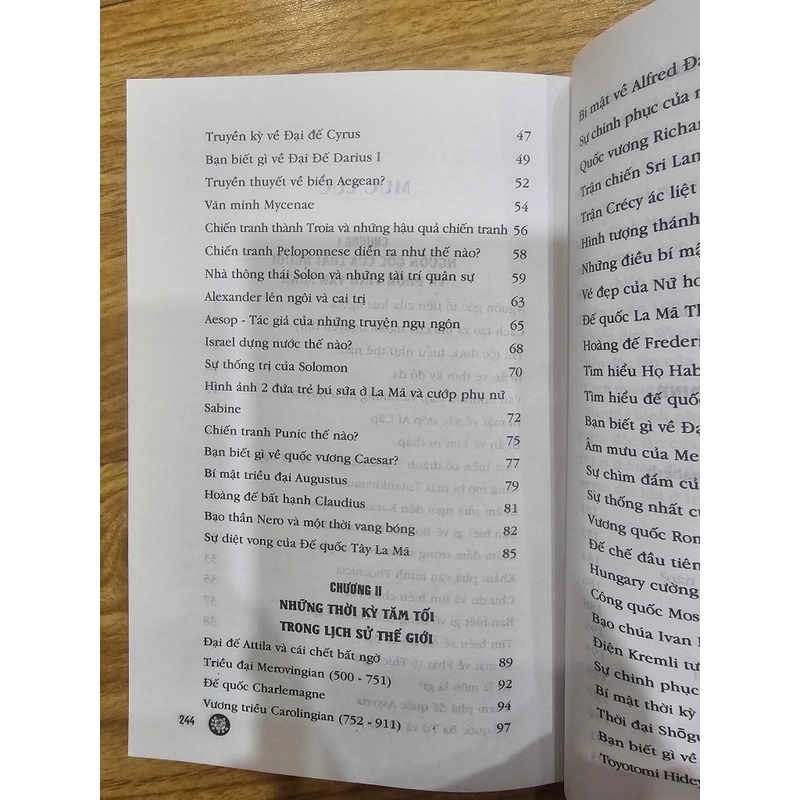 Truyền kỳ về Đại đế Cyrus 47
Bạn biết gì về Đại Đế Darius I 49
Truyền thuyết về biển Aegean? 52
Văn minh Mycenae 54
Chiến tranh thành Troia và những hậu quả chiến tranh 56
Chiến tranh Peloponnese diễn ra như thế nào? 58
Nhà thông thái Solon và những tài trí quân sự 59
Alexander lên ngôi và cai trị 63
Aesop - Tác giả của những truyện ngụ ngôn 65
Israel dựng nước thế nào? 68
Sự thống trị của Solomon 70
Hình ảnh 2 đứa trẻ bú sữa ở La Mã và cướp phụ nữ
Sabine 72
Chiến tranh Punic thế nào? 75
Bạn biết gì về quốc vương Caesar? 77
Bí mật triều đại Augustus 79
Hoàng đế bất hạnh Claudius 81
Bạo thần Nero và một thời vang bóng 82
Sự diệt vong của Đế quốc Tây La Mã 85
CHƯƠNG II
NHỮNG THỜI KỲ TĂM TỐI
TRONG LỊCH SỬ THẾ GIỚI
Đại đế Attila và cái chết bất ngờ 89
Triều đại Merovingian (500 - 751) 92
Đế quốc Charlemagne 94
Vương triều Carolingian (752 - 911) 97
244
Bí mật về Alfred
Sự chinh phục của
Quốc vương Richar
Trận chiến Sri Lan
Trận Crécy ác liệt
Hình tượng thánh
Những điều bí mậ
Vẻ đẹp của Nữ ho
Đế quốc La Mã Th
Hoàng đế Frederi
Tìm hiểu Họ Hab
Tìm hiểu đế quố
Bạn biết gì về Đạ
Âm mưu của Me
Sự chìm đắm củ
Sự thống nhất c
Vương quốc Rom
Đế chế đầu tiên
Hungary cường
Công quốc Mos
Bạo chúa Ivan
Điện Kremli tư
Sự chinh phục
Bí mật thời kỳ
Thời đại Shōgu
Bạn biết gì về
Toyotomi Hidey